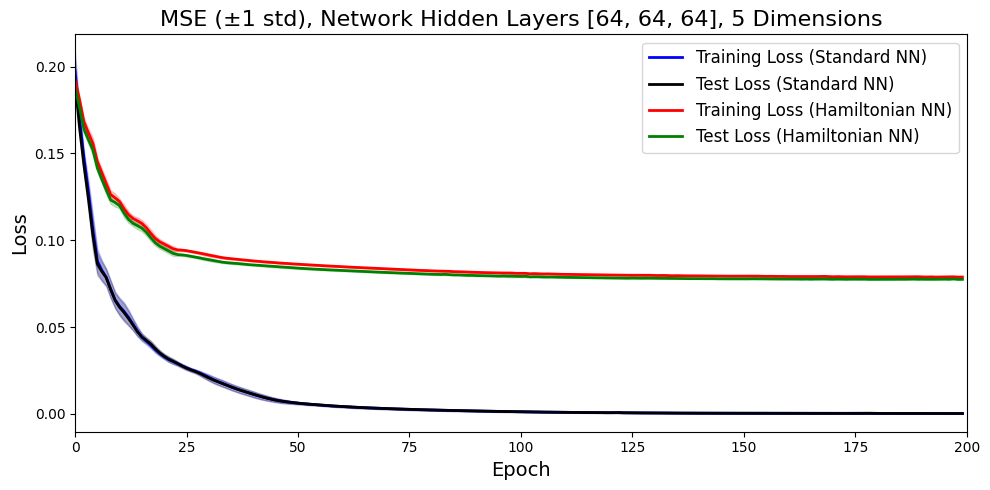 MSE (±1 std), Network Hidden Layers [64, 64, 64], 5 Dimensions
Training Loss (Standard NN)
Test Loss (Standard NN)
Training Loss (Hamiltonian NN)
Test Loss (Hamiltonian NN)
Loss
0.20
0.15
0.10
0.05
0.00
0 25 50 75 100 125 150 175 200
Epoch